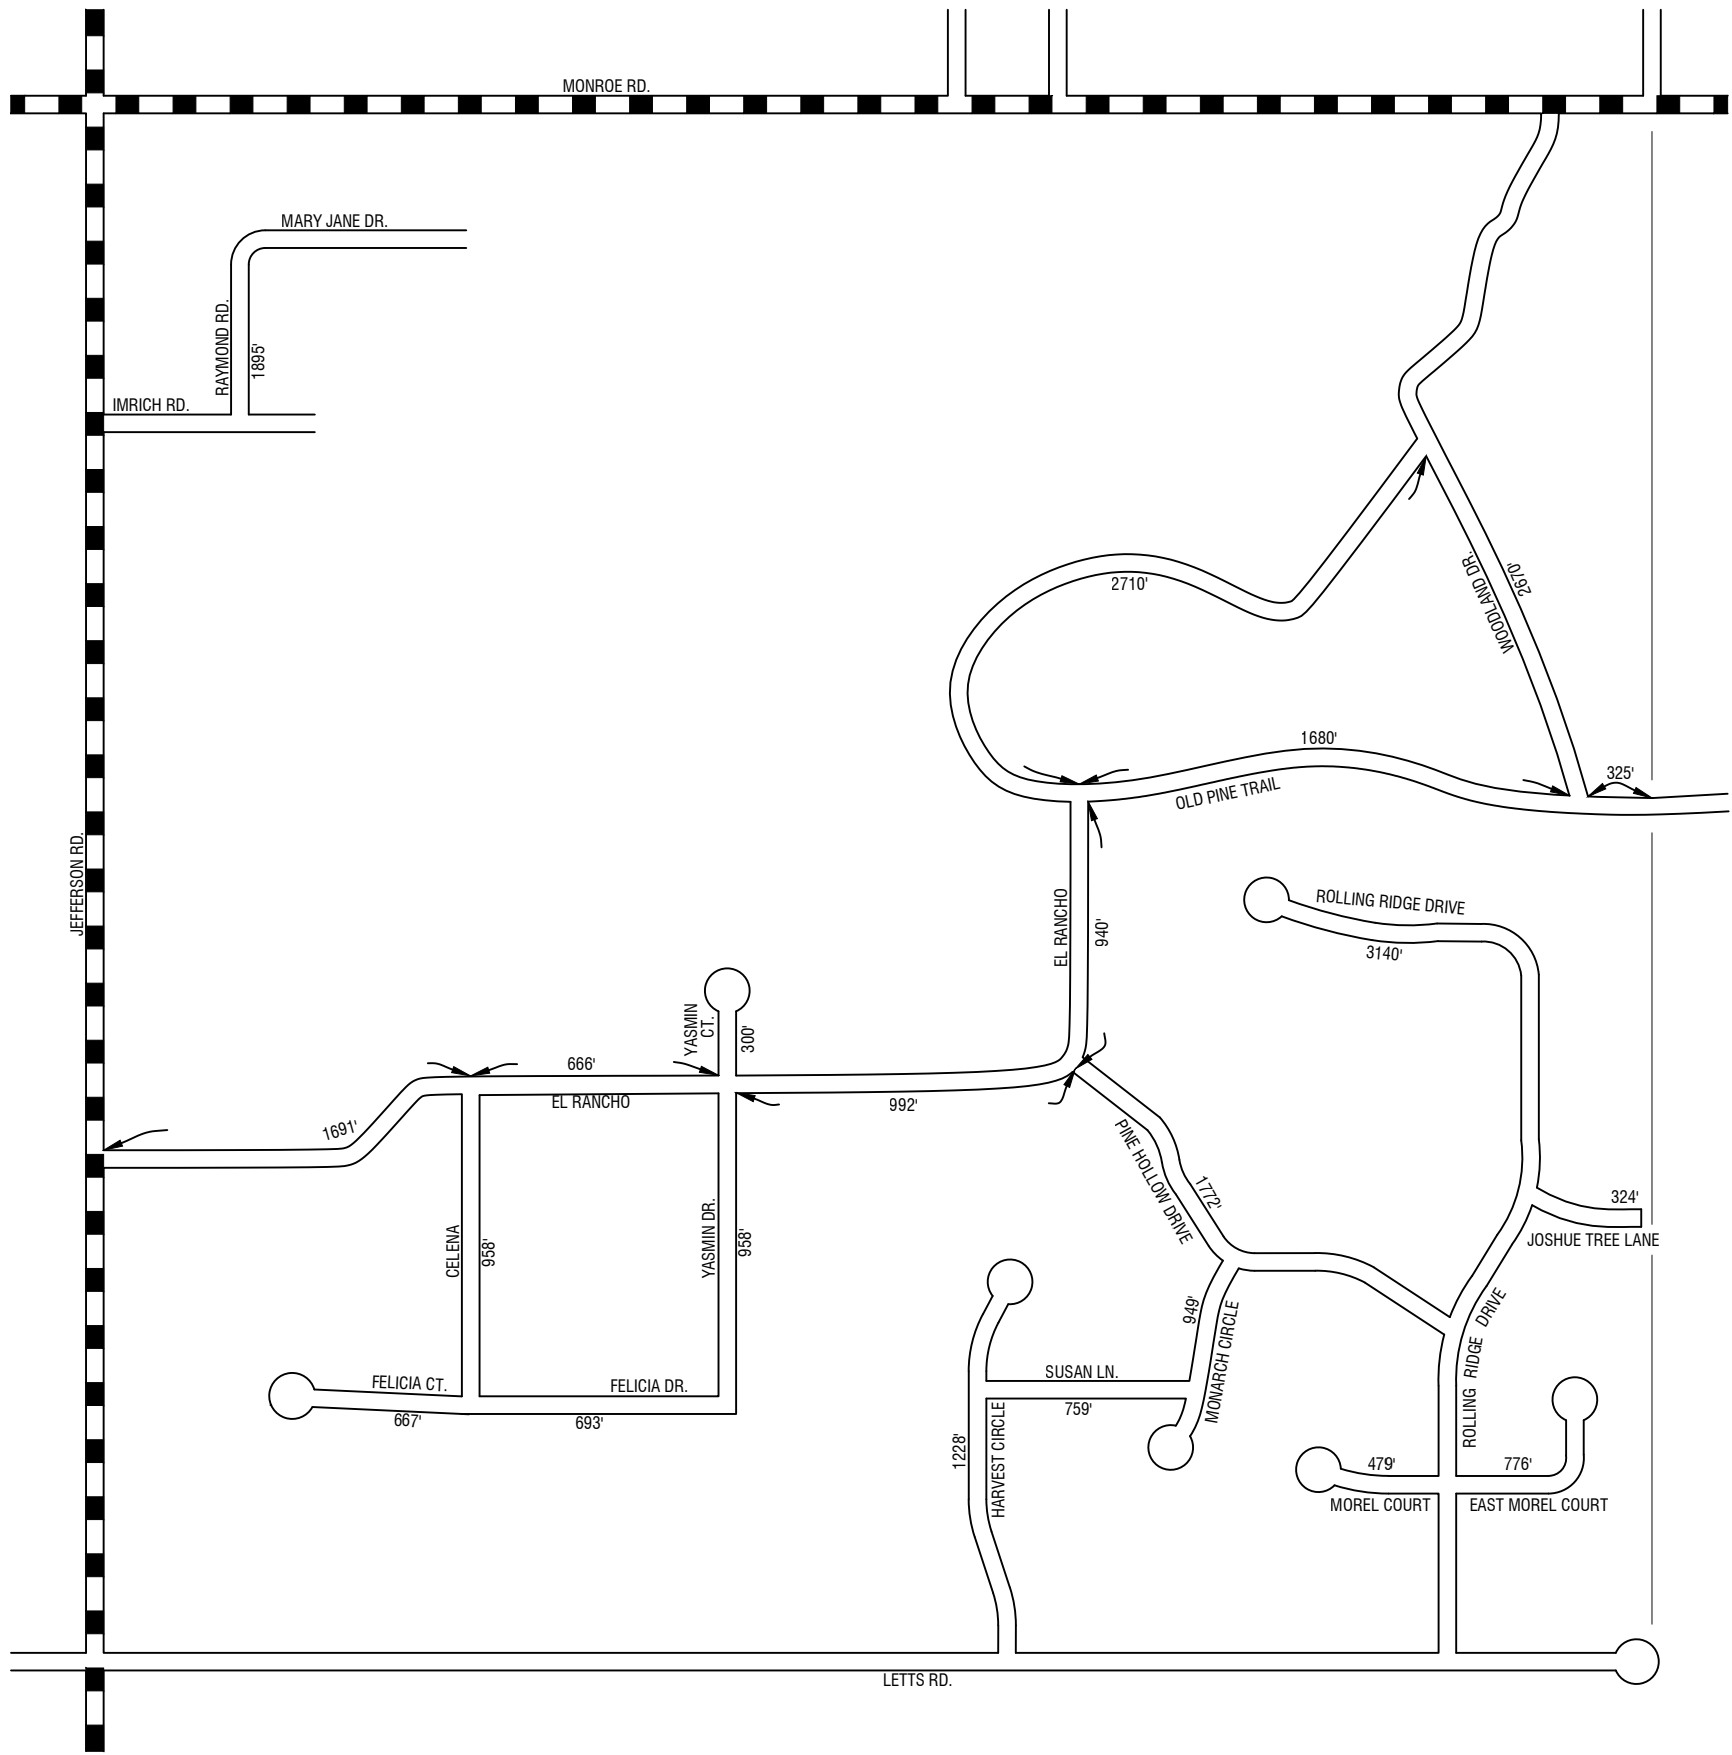 MONROE RD.
MARY JANE DR.
RAYMOND RD.
1895'
IMRICH RD.
2710'
WOODLAND DR.
2670'
1680'
325'
OLD PINE TRAIL
JEFFERSON RD.
EL RANCHO
940'
ROLLING RIDGE DRIVE
3140'
YASMIN
CT.
300'
666'
EL RANCHO
992'
1691'
PINE HOLLOW DRIVE
1772'
324'
JOSHUE TREE LANE
CELENA
958'
YASMIN DR.
958'
949'
MONARCH CIRCLE
ROLLING RIDGE DRIVE
FELICIA CT.
667'
FELICIA DR.
693'
SUSAN LN.
759'
1228'
HARVEST CIRCLE
479'
776'
MOREL COURT
EAST MOREL COURT
LETTS RD.